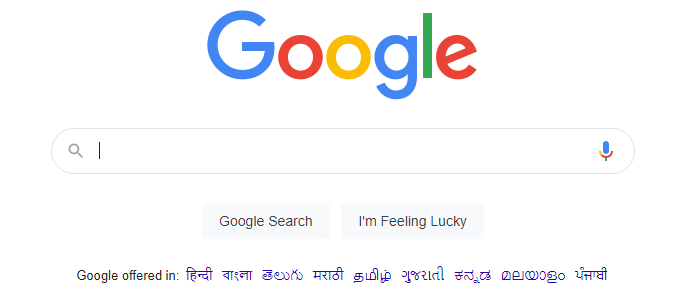 Google
Google Search I'm Feeling Lucky
Google offered in: हिन्दी বাংলা తెలుగు मराठी தமிழ் ગુજરાતી ಕನ್ನಡ മലയാളം ਪੰਜਾਬੀ